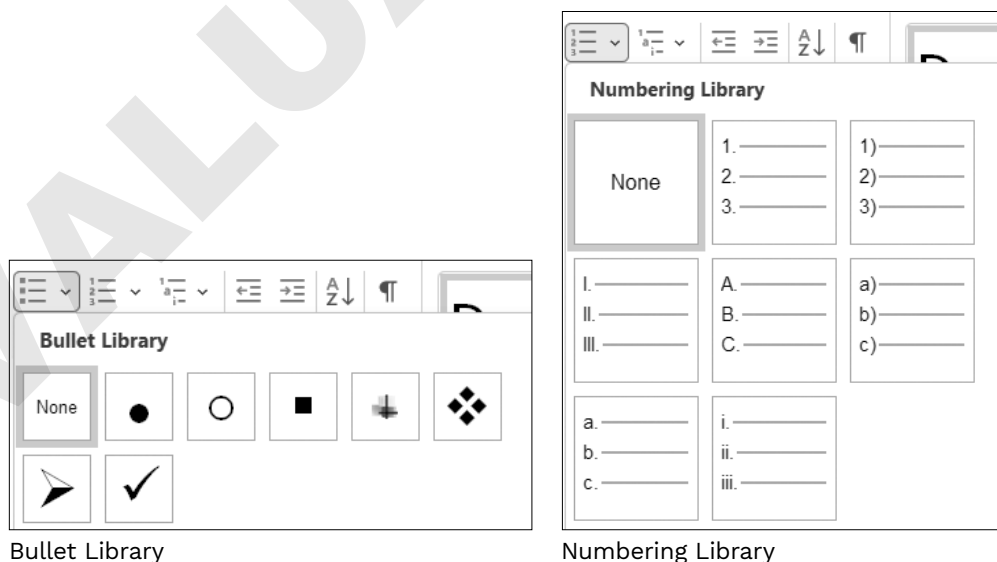 VALUA
Bullet Library
None
Bullet Library
Numbering Library
None
1.
2.
3.
1)
2)
3)
I.
II.
III.
A.
B.
C.
a)
b)
c)
a.
b.
c.
i.
ii.
iii.
Numbering Library